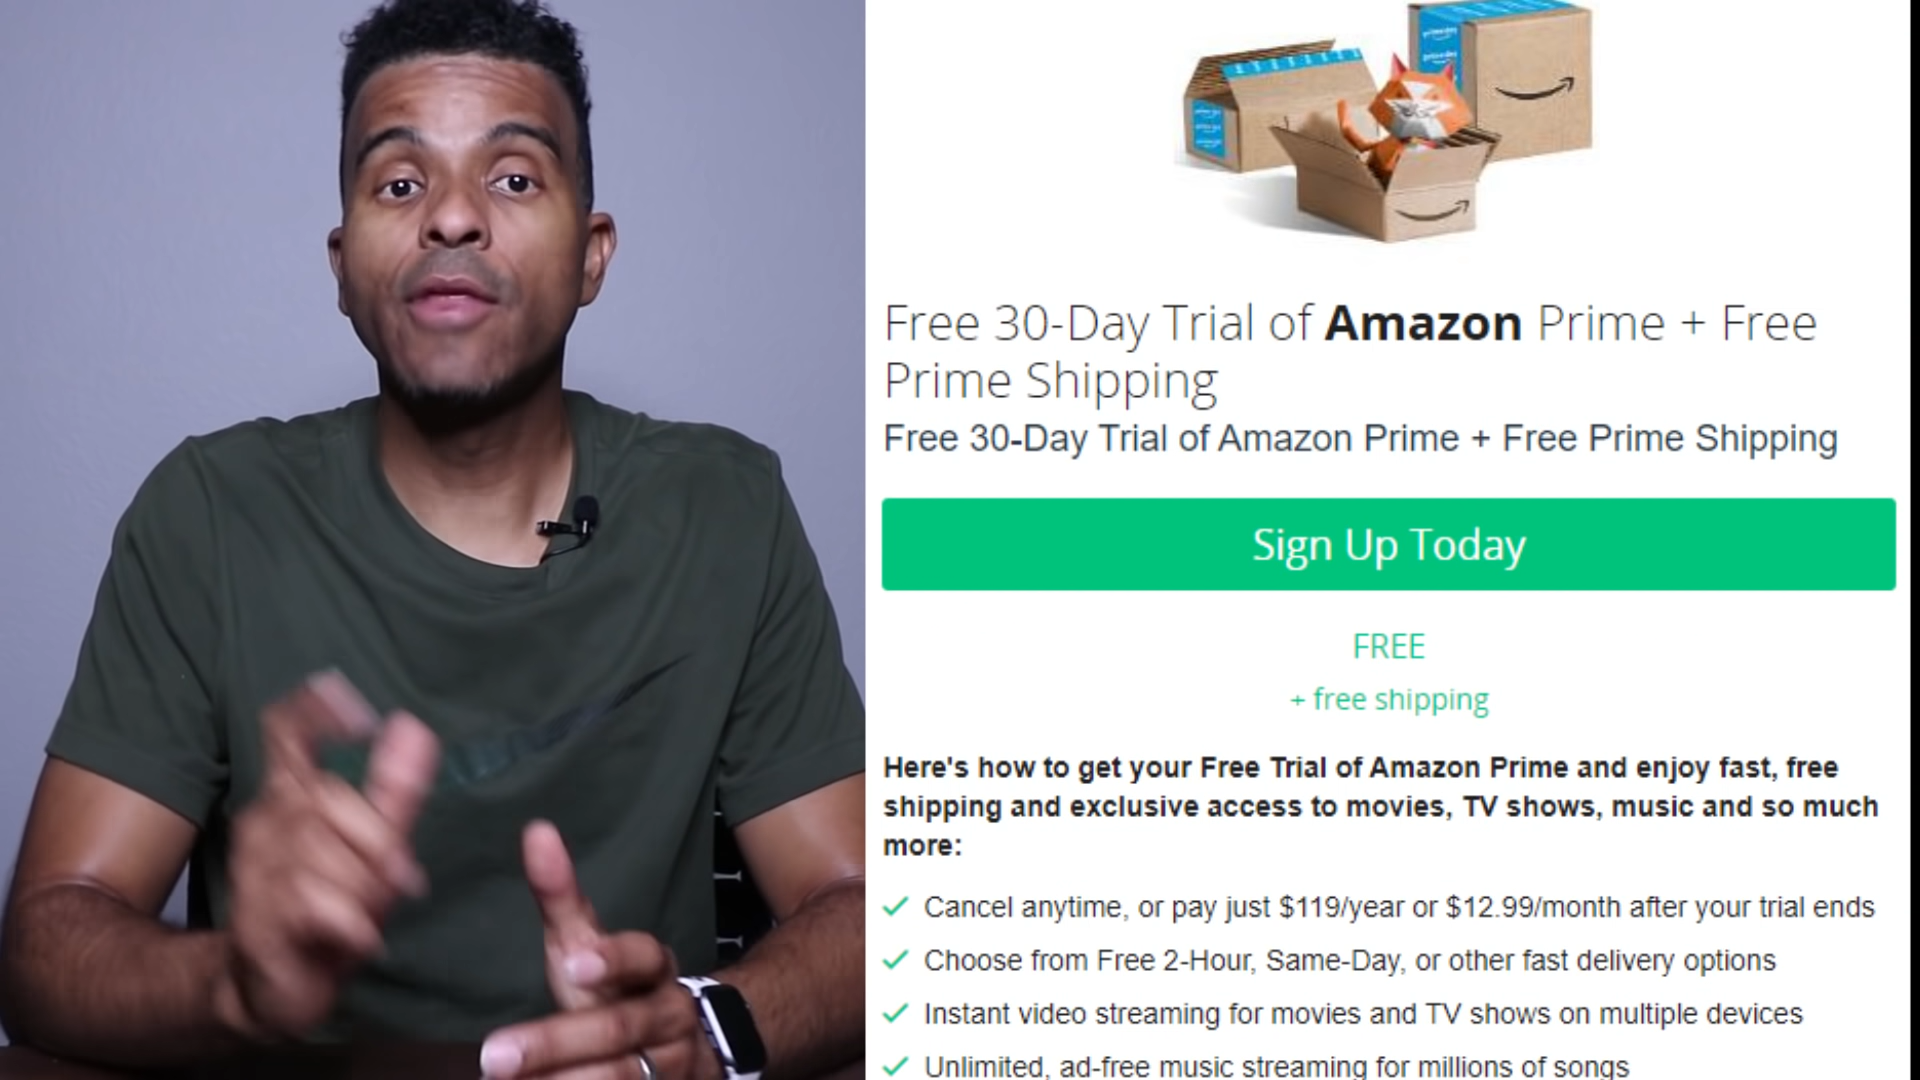 Free 30-Day Trial of Amazon Prime + Free
Prime Shipping
Free 30-Day Trial of Amazon Prime + Free Prime Shipping
Sign Up Today
FREE
+ free shipping
Here's how to get your Free Trial of Amazon Prime and enjoy fast, free
shipping and exclusive access to movies, TV shows, music and so much
more:
Cancel anytime, or pay just $119/year or $12.99/month after your trial ends
Choose from Free 2-Hour, Same-Day, or other fast delivery options
Instant video streaming for movies and TV shows on multiple devices
Unlimited, ad-free music streaming for millions of songs